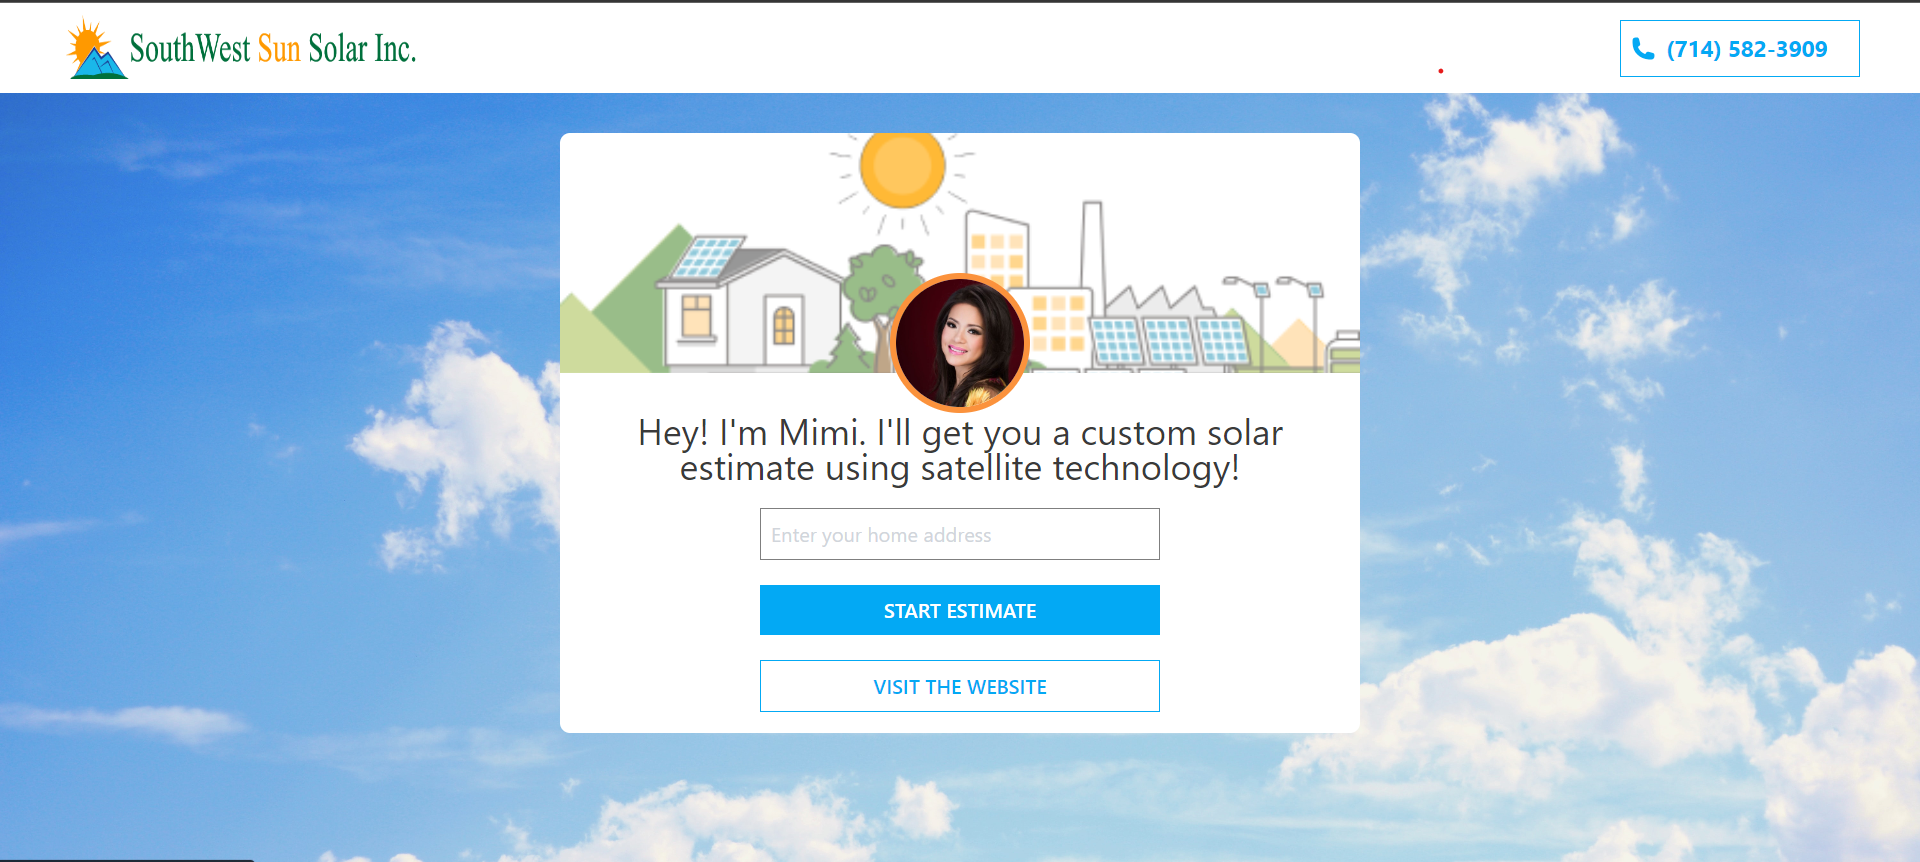 SouthWest Sun Solar Inc.
(714) 582-3909
Hey! I'm Mimi. I'll get you a custom solar
estimate using satellite technology!
Enter your home address
START ESTIMATE
VISIT THE WEBSITE